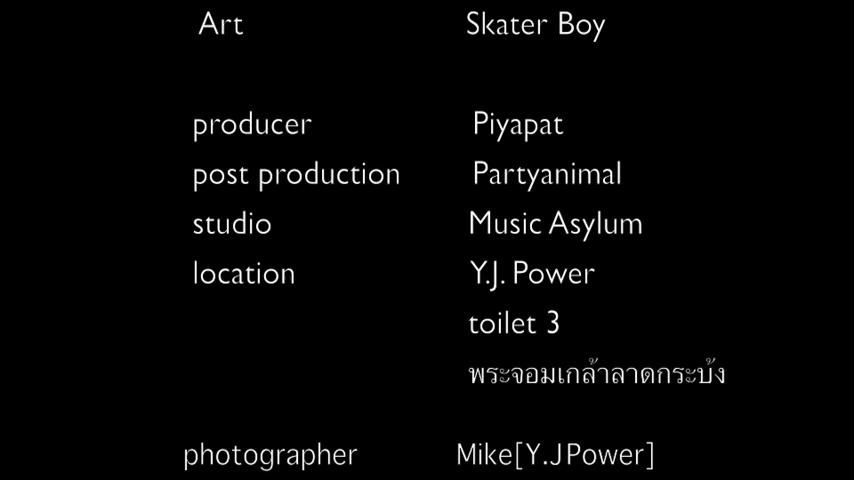 Art Skater Boy
producer Piyapat
post production Partyanimal
studio Music Asylum
location Y.J. Power
toilet 3
พระจอมเกล้าลาดกระบ้ง
photographer Mike[Y.JPower]